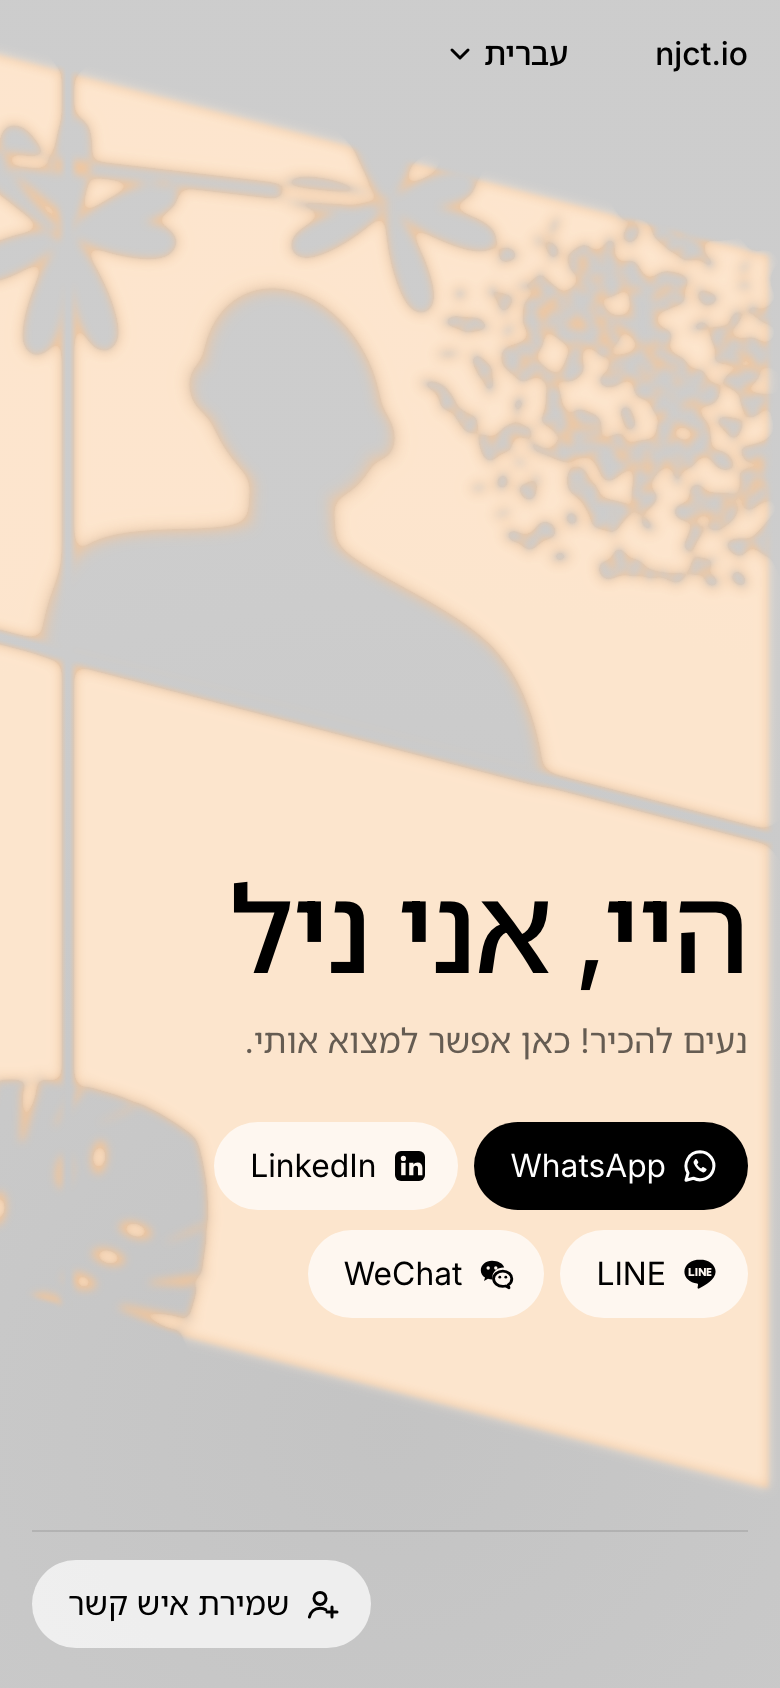 njct.io עברית
היי, אני ניל
נעים להכיר! כאן אפשר למצוא אותי.
WhatsApp LinkedIn
LINE LINE WeChat
שמירת איש קשר